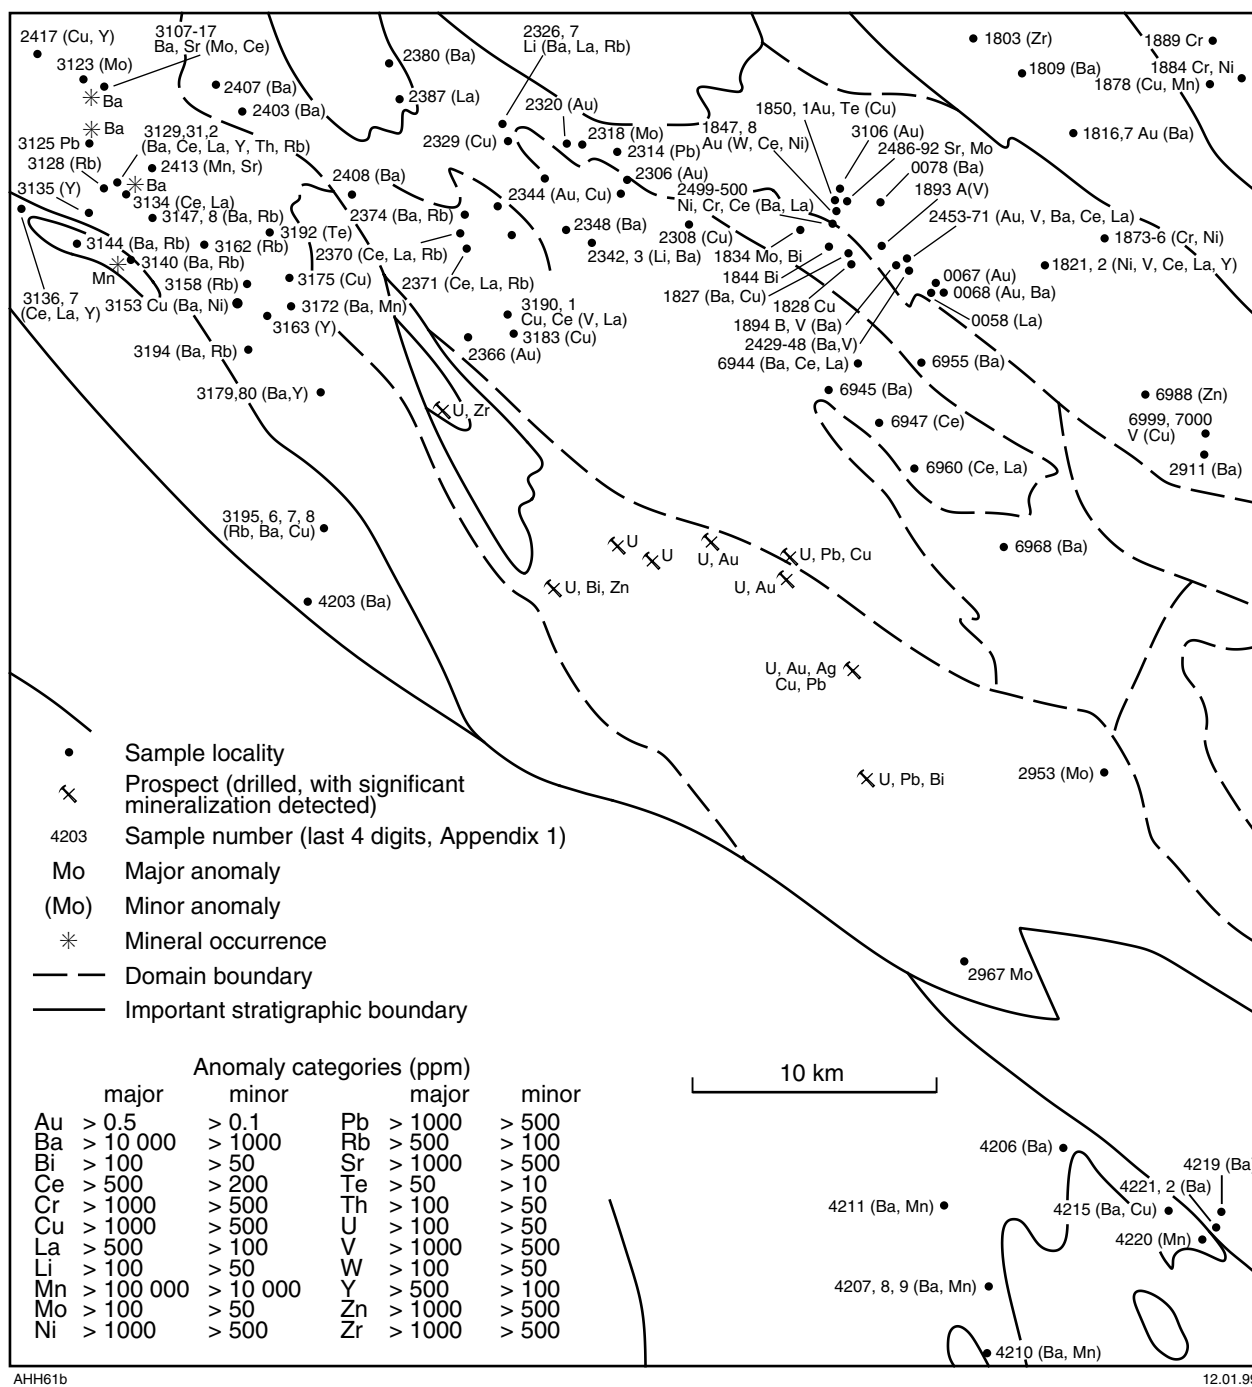 2417 (Cu, Y)
3107-17
Ba, Sr (Mo, Ce)
3123 (Mo)
Ba
2407 (Ba)
2403 (Ba)
2380 (Ba)
2387 (La)
2326, 7
Li (Ba, La, Rb)
2320 (Au)
2318 (Mo)
2314 (Pb)
2329 (Cu)
1803 (Zr)
1809 (Ba)
1889 Cr
1884 Cr, Ni
1878 (Cu, Mn)
1816,7 Au (Ba)
Ba
3125 Pb
3129,31,2
(Ba, Ce, La, Y, Th, Rb)
3128 (Rb)
2413 (Mn, Sr)
Ba
3135 (Y)
3134 (Ce, La)
3147, 8 (Ba, Rb)
2408 (Ba)
2374 (Ba, Rb)
2344 (Au, Cu)
2306 (Au)
1850, 1Au, Te (Cu)
1847, 8
Au (W, Ce, Ni)
3106 (Au)
2486-92 Sr, Mo
0078 (Ba)
2499-500
Ni, Cr, Ce (Ba, La)
1893 A(V)
2453-71 (Au, V, Ba, Ce, La)
3144 (Ba, Rb)
3162 (Rb)
3192 (Te)
2370 (Ce, La, Rb)
2348 (Ba)
2308 (Cu)
1834 Mo, Bi
1873-6 (Cr, Ni)
3140 (Ba, Rb)
Mn
2342, 3 (Li, Ba)
1844 Bi
1821, 2 (Ni, V, Ce, La, Y)
3136, 7
(Ce, La, Y)
3158 (Rb)
3175 (Cu)
2371 (Ce, La, Rb)
1827 (Ba, Cu)
0067 (Au)
0068 (Au, Ba)
3153 Cu (Ba, Ni)
3172 (Ba, Mn)
3163 (Y)
3190, 1
Cu, Ce (V, La)
1828 Cu
0058 (La)
1894 B, V (Ba)
3183 (Cu)
2366 (Au)
2429-48 (Ba,V)
3194 (Ba, Rb)
6944 (Ba, Ce, La)
6955 (Ba)
3179,80 (Ba,Y)
6945 (Ba)
6988 (Zn)
U, Zr
6947 (Ce)
6999, 7000
V (Cu)
6960 (Ce, La)
2911 (Ba)
3195, 6, 7, 8
(Rb, Ba, Cu)
U
U
U, Au
U, Pb, Cu
6968 (Ba)
U, Bi, Zn
U, Au
4203 (Ba)
U, Au, Ag
Cu, Pb
U, Pb, Bi
2953 (Mo)
Sample locality
Prospect (drilled, with significant
mineralization detected)
4203 Sample number (last 4 digits, Appendix 1)
Mo Major anomaly
(Mo) Minor anomaly
Mineral occurrence
Domain boundary
Important stratigraphic boundary
2967 Mo
10 km
Anomaly categories (ppm)
major minor major minor
Au > 0.5 > 0.1 Pb > 1000 > 500
Ba > 10 000 > 1000 Rb > 500 > 100
Bi > 100 > 50 Sr > 1000 > 500
Ce > 500 > 200 Te > 50 > 10
Cr > 1000 > 500 Th > 100 > 50
Cu > 1000 > 500 U > 100 > 50
La > 500 > 100 V > 1000 > 500
Li > 100 > 50 W > 100 > 50
Mn > 100 000 > 10 000 Y > 500 > 100
Mo > 100 > 50 Zn > 1000 > 500
Ni > 1000 > 500 Zr > 1000 > 500
4206 (Ba)
4219 (Ba)
4221, 2 (Ba)
4211 (Ba, Mn)
4215 (Ba, Cu)
4220 (Mn)
4207, 8, 9 (Ba, Mn)
4210 (Ba, Mn)
AHH61b
12.01.99